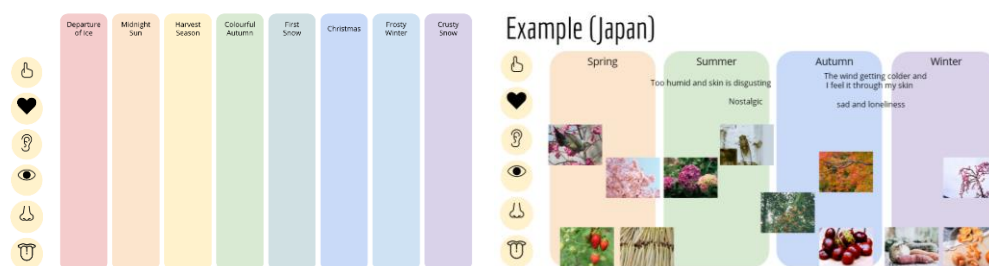 Departure
of Ice
Midnight
Sun
Harvest
Season
Colourful
Autumn
First
Snow
Christmas
Frosty
Winter
Crusty
Snow
Example (Japan)
Spring
Summer
Autumn
Winter
Too humid and skin is disgusting
The wind getting colder and
I feel it through my skin
Nostalgic
sad and loneliness